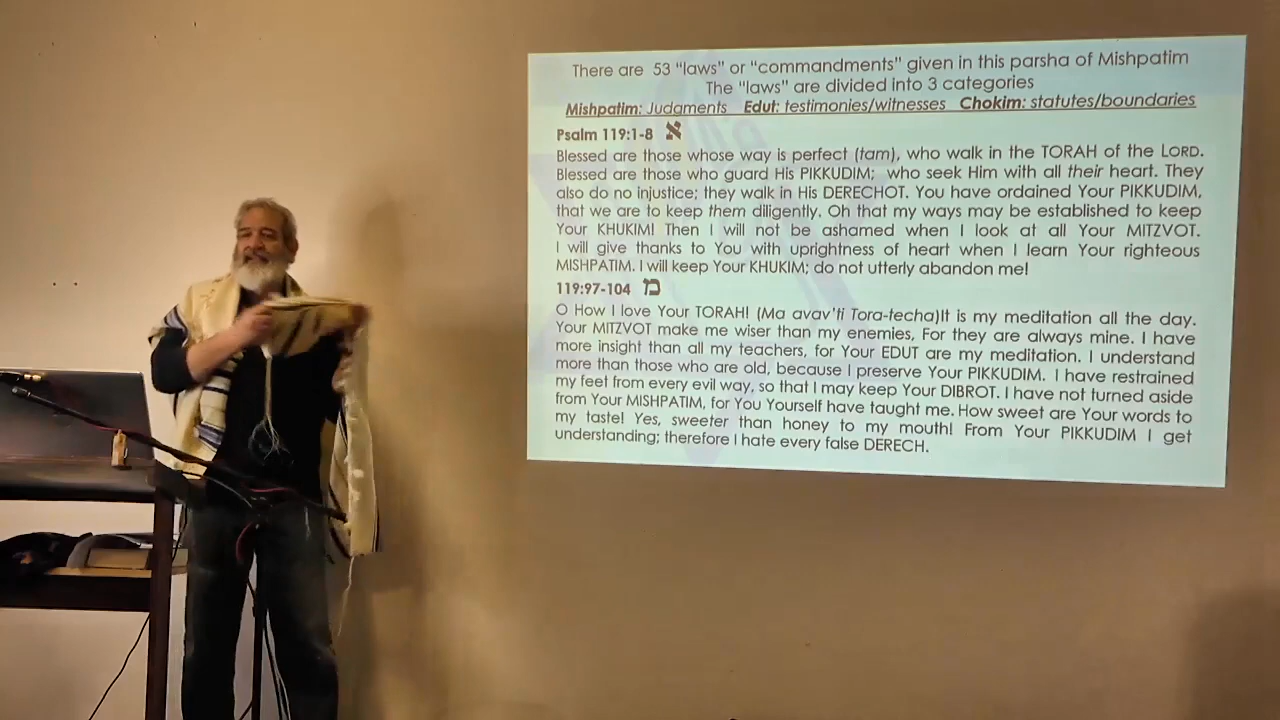 There are 53 “laws” or “commandments” given in this parsha of Mishpatim
The “laws” are divided into 3 categories
Mishpatim: Judgments Edut: testimonies/witnesses Chokim: statutes/boundaries
Psalm 119:1-8 א
Blessed are those whose way is perfect (tam), who walk in the TORAH of the LORD.
Blessed are those who guard His PIKKUDIM; who seek Him with all their heart. They
also do no injustice; they walk in His DERECHOT. You have ordained Your PIKKUDIM,
that we are to keep them diligently. Oh that my ways may be established to keep
Your KHUKIM! Then I will not be ashamed when I look at all Your MITZVOT.
I will give thanks to You with uprightness of heart when I learn Your righteous
MISHPATIM. I will keep Your KHUKIM; do not utterly abandon me!
119:97-104 מ
O How I love Your TORAH! (Ma avav’ti Tora-techa)It is my meditation all the day.
Your MITZVOT make me wiser than my enemies, For they are always mine. I have
more insight than all my teachers, for Your EDUT are my meditation. I understand
more than those who are old, because I preserve Your PIKKUDIM. I have restrained
my feet from every evil way, so that I may keep Your DIBROT. I have not turned aside
from Your MISHPATIM, for You Yourself have taught me. How sweet are Your words to
my taste! Yes, sweeter than honey to my mouth! From Your PIKKUDIM I get
understanding; therefore I hate every false DERECH.